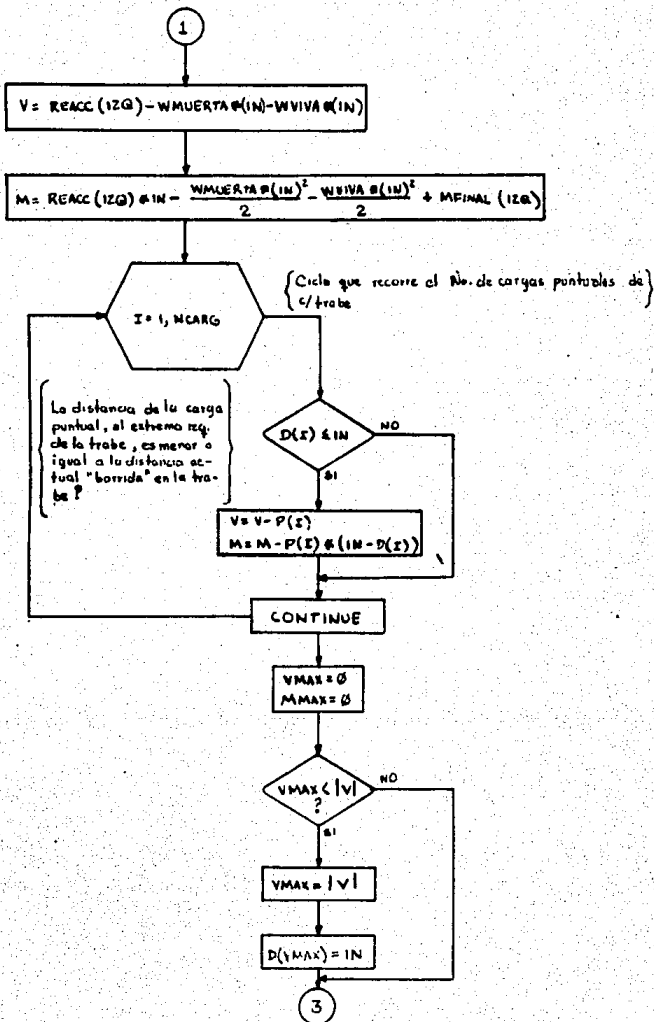 1
V = REACC (IZQ) - WMUERTA*(IN) - WVIVA*(IN)
M = REACC (IZQ) * IN - WMUERTA*(IN)²/2 - WVIVA*(IN)²/2 + MFINAL (IZQ)
I = 1, NCARG
Ciclo que recorre el No. de cargas puntuales de
c/trabe
La distancia de la carga
puntual, al extremo izq.
de la trabe, es menor o
igual a la distancia ac-
tual "barrida" en la tra-
be?
D(I) ≤ IN
NO
SI
V = V - P(I)
M = M - P(I) * (IN - D(I))
CONTINUE
VMAX = Ø
MMAX = Ø
VMAX < |V|
?
NO
SI
VMAX = |V|
D(VMAX) = IN
3